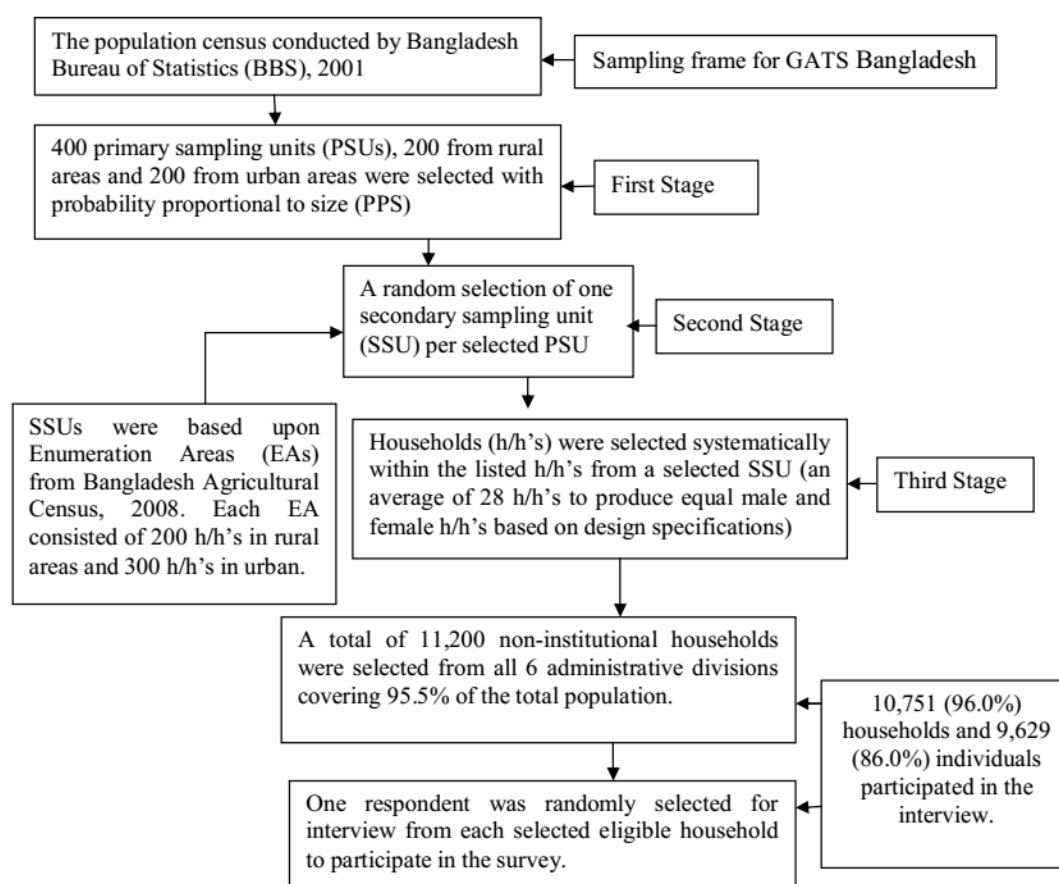 The population census conducted by Bangladesh
Bureau of Statistics (BBS), 2001
Sampling frame for GATS Bangladesh
400 primary sampling units (PSUs), 200 from rural
areas and 200 from urban areas were selected with
probability proportional to size (PPS)
First Stage
A random selection of one
secondary sampling unit
(SSU) per selected PSU
Second Stage
SSUs were based upon
Enumeration Areas (EAs)
from Bangladesh Agricultural
Census, 2008. Each EA
consisted of 200 h/h's in rural
areas and 300 h/h's in urban.
Households (h/h's) were selected systematically
within the listed h/h's from a selected SSU (an
average of 28 h/h's to produce equal male and
female h/h's based on design specifications)
Third Stage
A total of 11,200 non-institutional households
were selected from all 6 administrative divisions
covering 95.5% of the total population.
10,751 (96.0%)
households and 9,629
(86.0%) individuals
participated in the
interview.
One respondent was randomly selected for
interview from each selected eligible household
to participate in the survey.